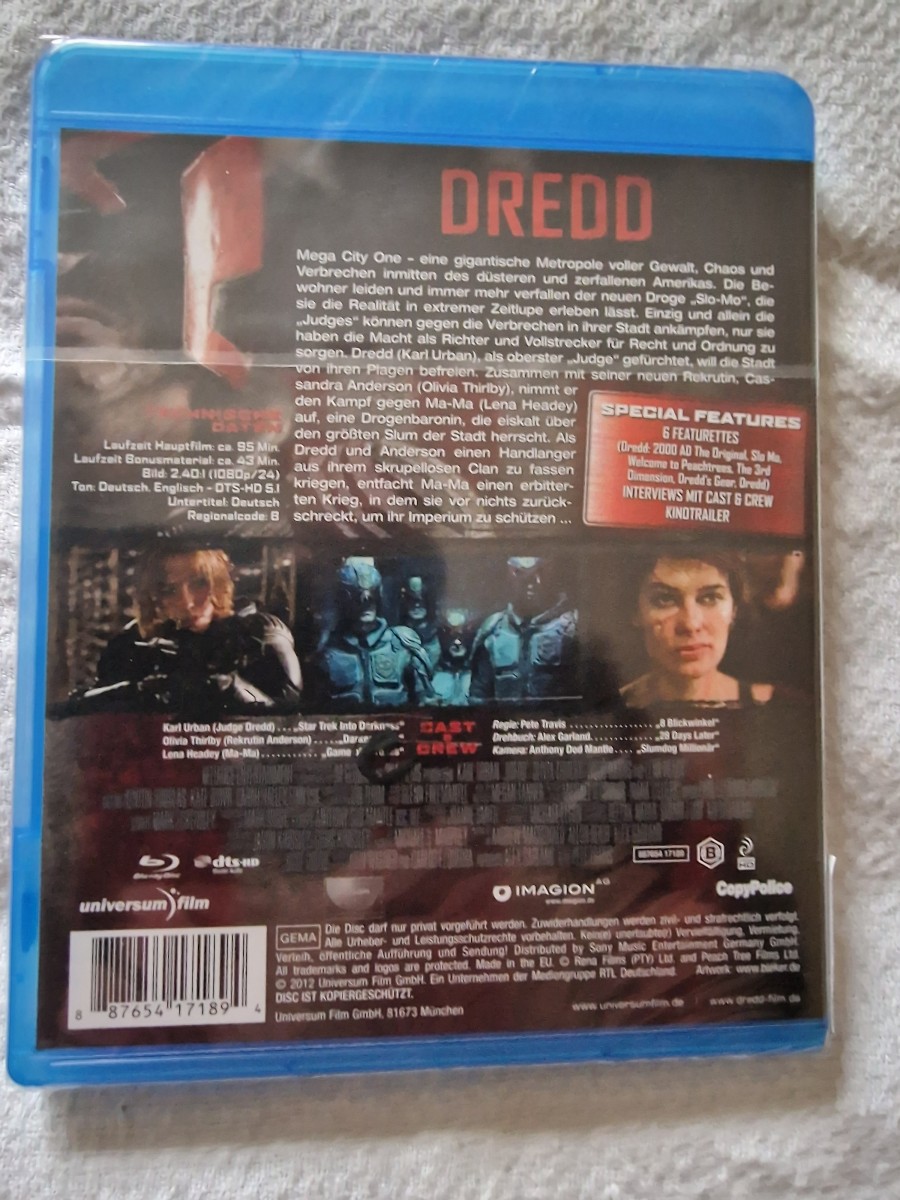 DREDD
Mega City One – eine gigantische Metropole voller Gewalt, Chaos und
Verbrechen inmitten des düsteren und zerfallenen Amerikas. Die Be-
wohner leiden und immer mehr verfallen der neuen Droge „Slo-Mo“, die
sie die Realität in extremer Zeitlupe erleben lässt. Einzig und allein die
„Judges“ können gegen die Verbrechen in ihrer Stadt ankämpfen, nur sie
haben die Macht als Richter und Vollstrecker für Recht und Ordnung zu
sorgen. Dredd (Karl Urban), als oberster „Judge“ gefürchtet, will die Stadt
von ihren Plagen befreien. Zusammen mit seiner neuen Rekrutin, Cas-
sandra Anderson (Olivia Thirlby), nimmt er
den Kampf gegen Ma-Ma (Lena Headey)
auf, eine Drogenbaronin, die eiskalt über
den größten Slum der Stadt herrscht. Als
Dredd und Anderson einen Handlanger
aus ihrem skrupellosen Clan zu fassen
kriegen, entfacht Ma-Ma einen erbitter-
ten Krieg, in dem sie vor nichts zurück-
schreckt, um ihr Imperium zu schützen ...
TECHNISCHE
DATEN
Laufzeit Hauptfilm: ca. 95 Min.
Laufzeit Bonusmaterial: ca. 43 Min.
Bild: 2,40:1 (1080p/24)
Ton: Deutsch, Englisch - DTS-HD 5.1
Untertitel: Deutsch
Regionalcode: B
SPECIAL FEATURES
6 FEATURETTES
(Dredd: 2000 AD The Original, Slo Mo,
Welcome to Peachtrees, The 3rd
Dimension, Dredd's Gear, Dredd)
INTERVIEWS MIT CAST & CREW
KINOTRAILER
Karl Urban (Judge Dredd) ... „Star Trek Into Darkness“
Olivia Thirlby (Rekrutin Anderson) .....
Lena Headey (Ma-Ma)........... „Game
CAST & CREW
Regie: Pete Travis .................... „8 Blickwinkel“
Drehbuch: Alex Garland............... „28 Days Later“
Kamera: Anthony Dod Mantle .... „Slumdog Millionär“
Blu-ray Disc
dts-HD
887654 17189
B
HD
universum film
IMAGION AG
www.imagion.de
CopyPolice
GEMA
Die Disc darf nur privat vorgeführt werden. Zuwiderhandlungen werden zivil- und strafrechtlich verfolgt.
Alle Urheber- und Leistungsschutzrechte vorbehalten. Keine(e) unerlaubte(e) Vervielfältigung, Vermietung,
Verleih, öffentliche Aufführung und Sendung! Distributed by Sony Music Entertainment Germany GmbH.
All trademarks and logos are protected. Made in the EU. © Rena Films (PTY) Ltd. and Peach Tree Films Ltd.
© 2012 Universum Film GmbH. Ein Unternehmen der Mediengruppe RTL Deutschland. Artwork:
DISC IST KOPIERGESCHÜTZT.
Universum Film GmbH, 81673 München
www.universumfilm.de | www.dredd-film.de
8 87654 17189 4